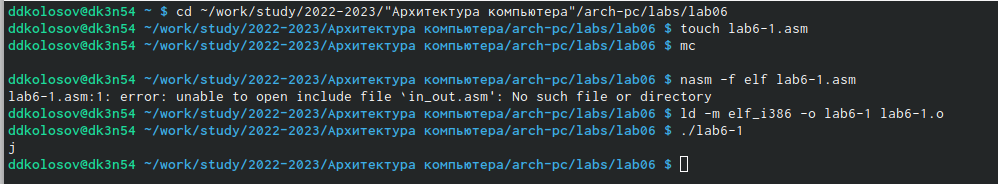 ddkolosov@dk3n54 ~ $ cd ~/work/study/2022-2023/"Архитектура компьютера"/arch-pc/labs/lab06
ddkolosov@dk3n54 ~/work/study/2022-2023/Архитектура компьютера/arch-pc/labs/lab06 $ touch lab6-1.asm
ddkolosov@dk3n54 ~/work/study/2022-2023/Архитектура компьютера/arch-pc/labs/lab06 $ mc
ddkolosov@dk3n54 ~/work/study/2022-2023/Архитектура компьютера/arch-pc/labs/lab06 $ nasm -f elf lab6-1.asm
lab6-1.asm:1: error: unable to open include file `in_out.asm': No such file or directory
ddkolosov@dk3n54 ~/work/study/2022-2023/Архитектура компьютера/arch-pc/labs/lab06 $ ld -m elf_i386 -o lab6-1 lab6-1.o
ddkolosov@dk3n54 ~/work/study/2022-2023/Архитектура компьютера/arch-pc/labs/lab06 $ ./lab6-1
j
ddkolosov@dk3n54 ~/work/study/2022-2023/Архитектура компьютера/arch-pc/labs/lab06 $